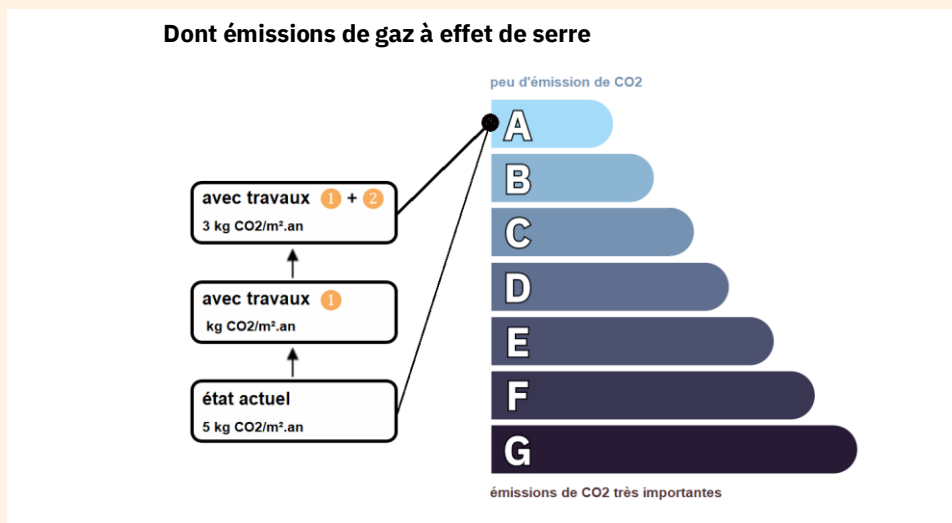 Dont émissions de gaz à effet de serre
peu d'émission de CO2
A
B
C
D
E
F
G
émissions de CO2 très importantes
avec travaux 1 + 2
3 kg CO2/m².an
avec travaux 1
kg CO2/m².an
état actuel
5 kg CO2/m².an